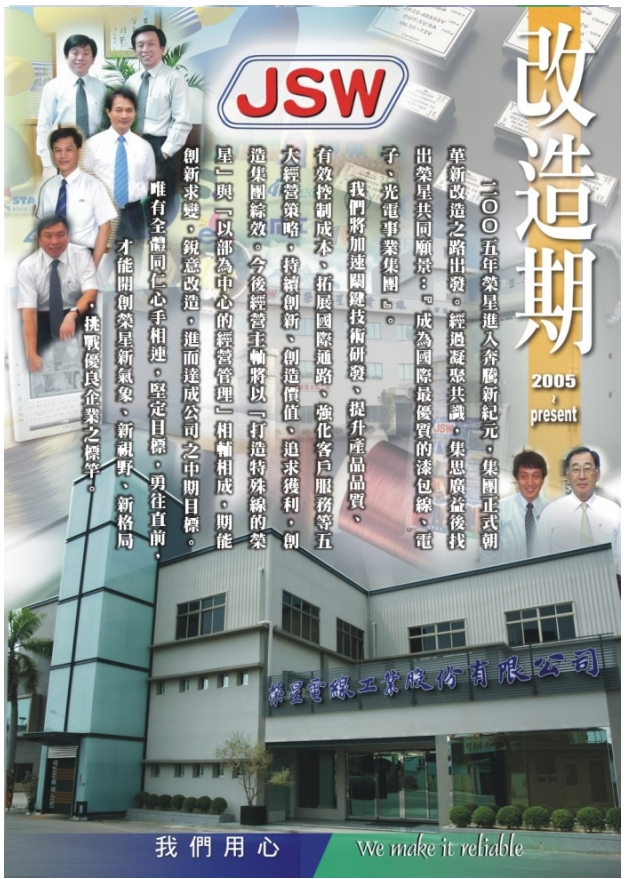 JSW
改造期
2005
~
present
二○○五年榮星進入奔騰新紀元，集團正式朝
革新改造之路出發。經過凝聚共識、集思廣益後找
出榮星共同願景：『成為國際最優質的漆包線、電
子、光電事業集團』。
我們將加速關鍵技術研發、提升產品品質、
有效控制成本、拓展國際通路、強化客戶服務等五
大經營策略，持續創新、創造價值、追求獲利，創
造集團綜效。今後經營主軸將以「打造特殊線的榮
星」與「以部為中心的經營管理」相輔相成，期能
創新求變，銳意改造，進而達成公司之中期目標。
唯有全體同仁心手相連，堅定目標，勇往直前，
才能開創榮星新氣象、新視野、新格局
，挑戰優良企業之標竿。
榮星電線工業股份有限公司
我們用心
We make it reliable